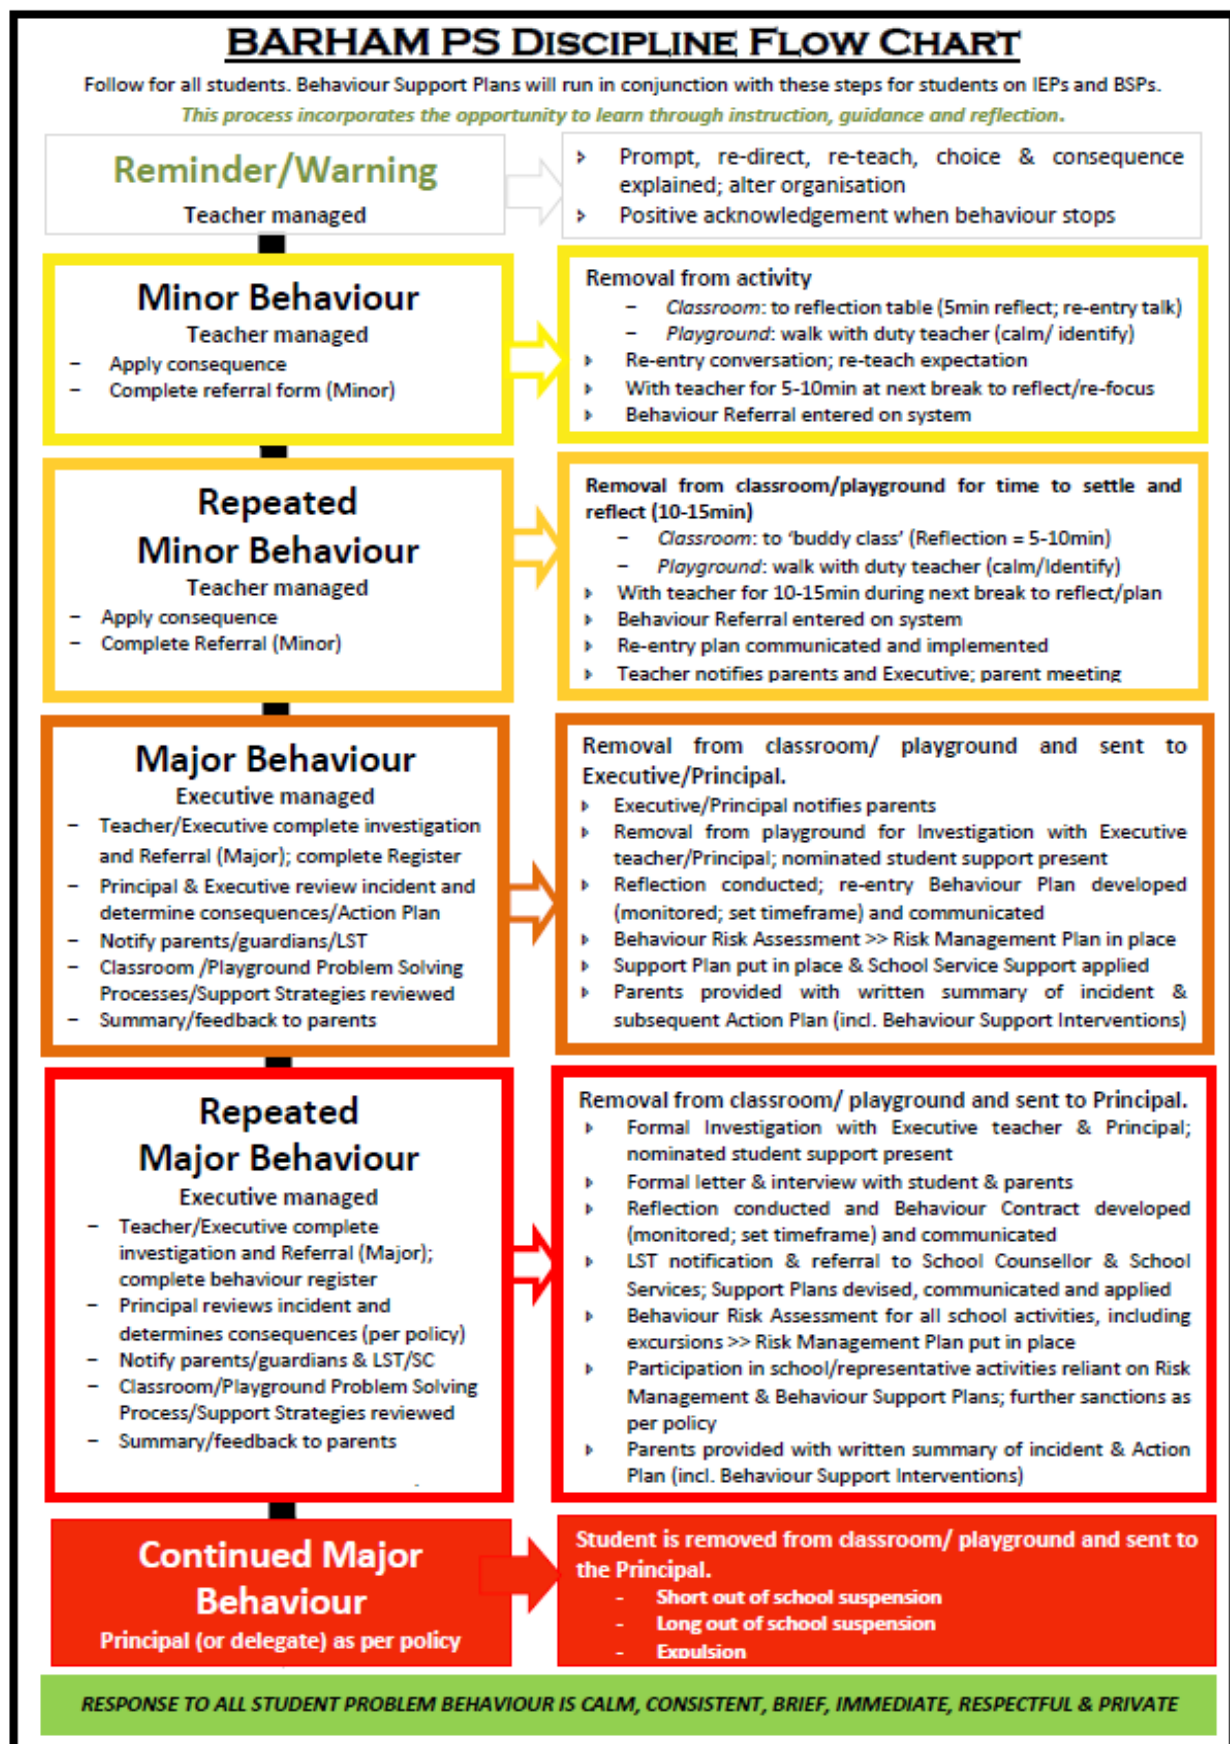 BARHAM PS DISCIPLINE FLOW CHART
Follow for all students. Behaviour Support Plans will run in conjunction with these steps for students on IEPs and BSPs.
This process incorporates the opportunity to learn through instruction, guidance and reflection.
Reminder/Warning
Teacher managed
Prompt, re-direct, re-teach, choice & consequence
explained; alter organisation
Positive acknowledgement when behaviour stops
Minor Behaviour
Teacher managed
– Apply consequence
– Complete referral form (Minor)
Removal from activity
– Classroom: to reflection table (5min reflect; re-entry talk)
– Playground: walk with duty teacher (calm/ identify)
Re-entry conversation; re-teach expectation
With teacher for 5-10min at next break to reflect/re-focus
Behaviour Referral entered on system
Repeated
Minor Behaviour
Teacher managed
– Apply consequence
– Complete Referral (Minor)
Removal from classroom/playground for time to settle and
reflect (10-15min)
– Classroom: to ‘buddy class’ (Reflection = 5-10min)
– Playground: walk with duty teacher (calm/Identify)
With teacher for 10-15min during next break to reflect/plan
Behaviour Referral entered on system
Re-entry plan communicated and implemented
Teacher notifies parents and Executive; parent meeting
Major Behaviour
Executive managed
– Teacher/Executive complete investigation
and Referral (Major); complete Register
– Principal & Executive review incident and
determine consequences/Action Plan
– Notify parents/guardians/LST
– Classroom /Playground Problem Solving
Processes/Support Strategies reviewed
– Summary/feedback to parents
Removal from classroom/ playground and sent to
Executive/Principal.
Executive/Principal notifies parents
Removal from playground for Investigation with Executive
teacher/Principal; nominated student support present
Reflection conducted; re-entry Behaviour Plan developed
(monitored; set timeframe) and communicated
Behaviour Risk Assessment >> Risk Management Plan in place
Support Plan put in place & School Service Support applied
Parents provided with written summary of incident &
subsequent Action Plan (incl. Behaviour Support Interventions)
Repeated
Major Behaviour
Executive managed
– Teacher/Executive complete
investigation and Referral (Major);
complete behaviour register
– Principal reviews incident and
determines consequences (per policy)
– Notify parents/guardians & LST/SC
– Classroom/Playground Problem Solving
Process/Support Strategies reviewed
– Summary/feedback to parents
Removal from classroom/ playground and sent to Principal.
Formal Investigation with Executive teacher & Principal;
nominated student support present
Formal letter & interview with student & parents
Reflection conducted and Behaviour Contract developed
(monitored; set timeframe) and communicated
LST notification & referral to School Counsellor & School
Services; Support Plans devised, communicated and applied
Behaviour Risk Assessment for all school activities, including
excursions >> Risk Management Plan put in place
Participation in school/representative activities reliant on Risk
Management & Behaviour Support Plans; further sanctions as
per policy
Parents provided with written summary of incident & Action
Plan (incl. Behaviour Support Interventions)
Continued Major
Behaviour
Principal (or delegate) as per policy
Student is removed from classroom/ playground and sent to
the Principal.
- Short out of school suspension
- Long out of school suspension
- Expulsion
RESPONSE TO ALL STUDENT PROBLEM BEHAVIOUR IS CALM, CONSISTENT, BRIEF, IMMEDIATE, RESPECTFUL & PRIVATE